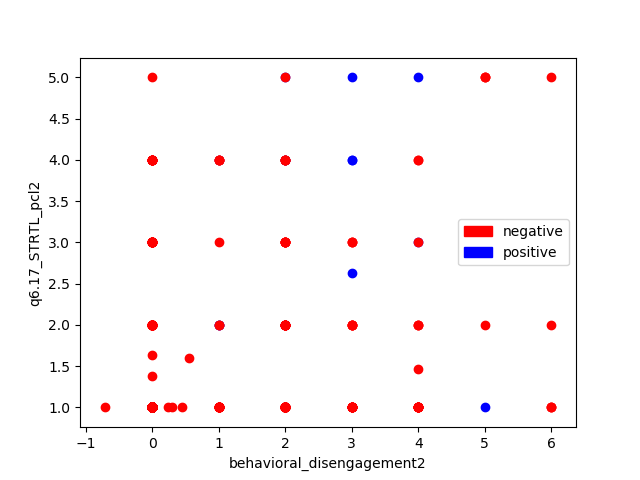 5.0
4.5
4.0
3.5
3.0
2.5
2.0
1.5
1.0
q6.17_STRTL_pcl2
negative
positive
−1 0 1 2 3 4 5 6
behavioral_disengagement2